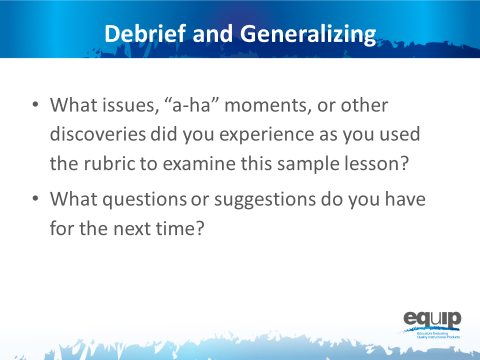 Debrief and Generalizing
• What issues, “a-ha” moments, or other
discoveries did you experience as you used
the rubric to examine this sample lesson?
• What questions or suggestions do you have
for the next time?
equip
Educators Evaluating
Quality Instructional Products